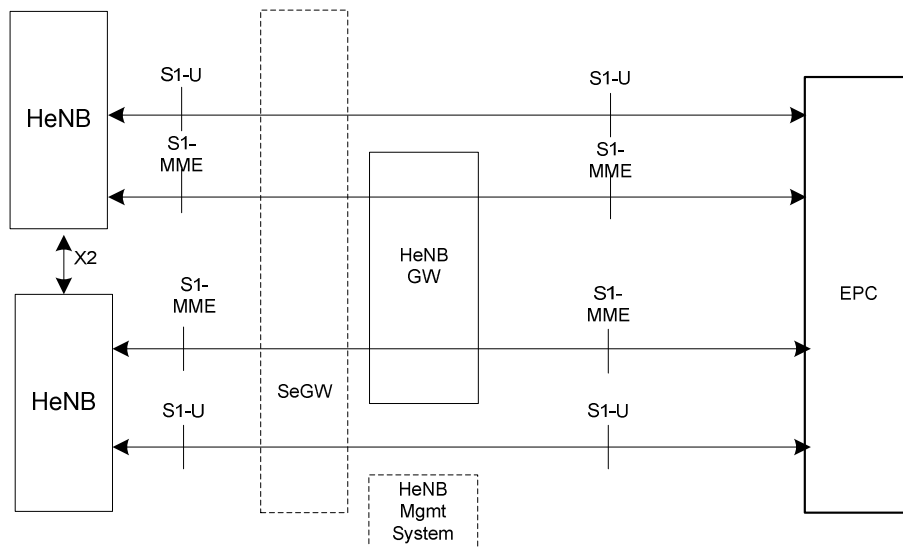 S1-U
S1-U
HeNB
S1-
MME
S1-
MME
HeNB
GW
X2
S1-
MME
S1-
MME
EPC
HeNB
SeGW
S1-U
S1-U
HeNB
Mgmt
System